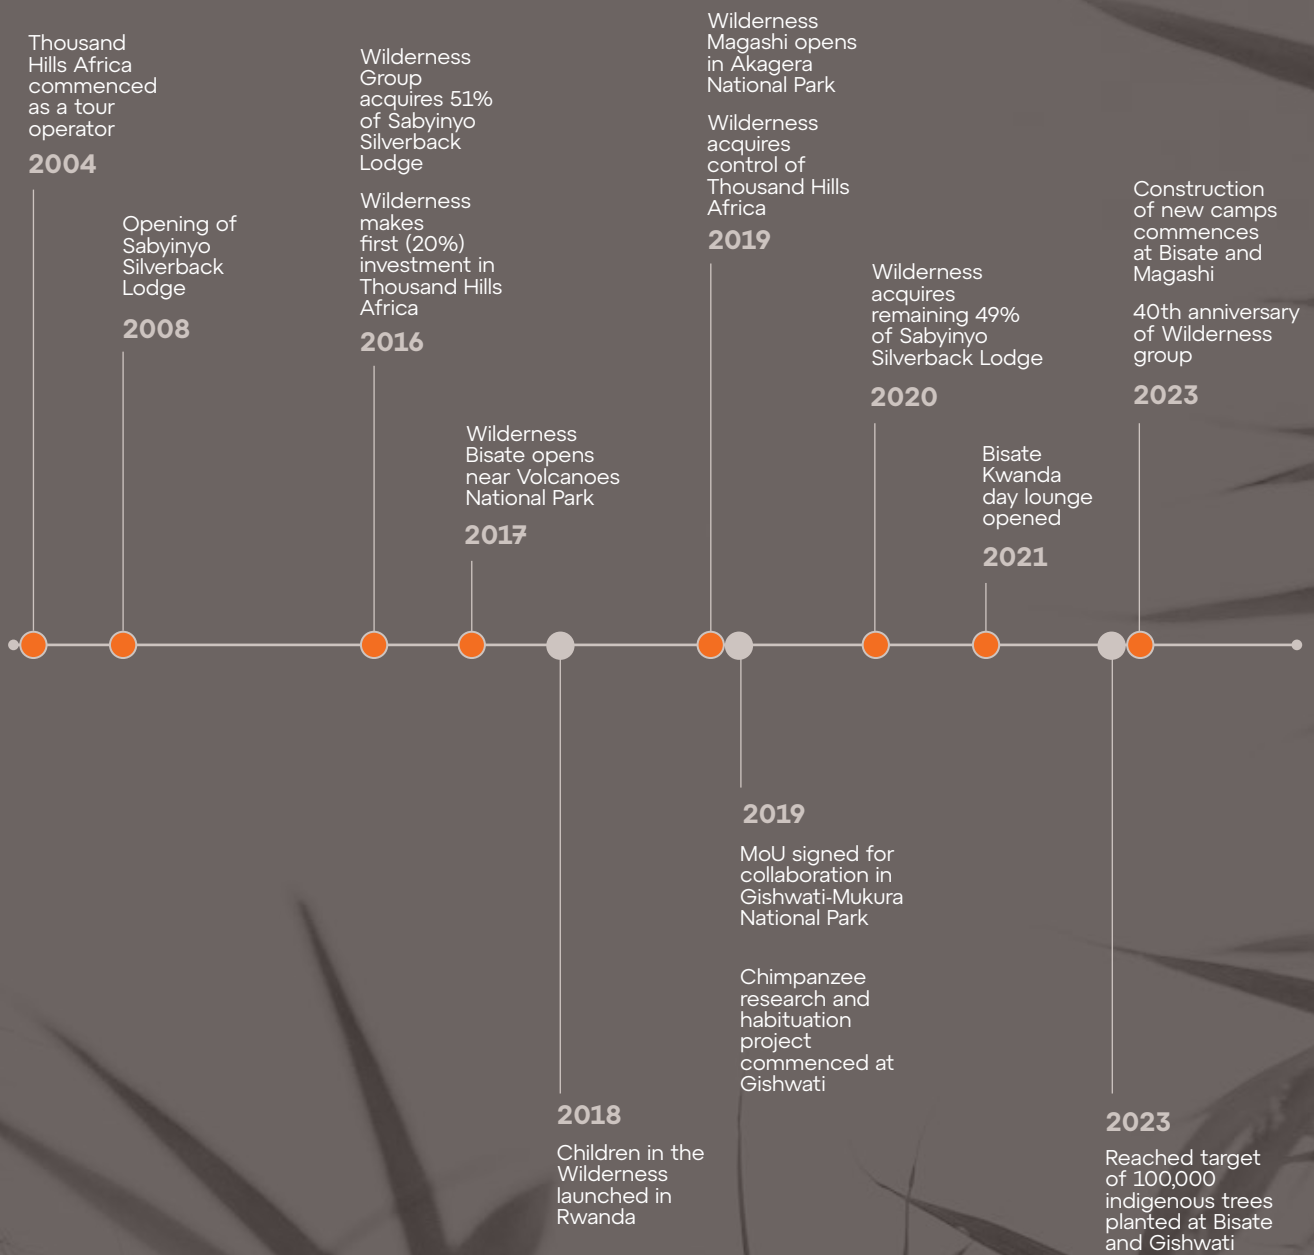 Thousand
Hills Africa
commenced
as a tour
operator
2004
Opening of
Sabyinyo
Silverback
Lodge
2008
Wilderness
Group
acquires 51%
of Sabyinyo
Silverback
Lodge
Wilderness
makes
first (20%)
investment in
Thousand Hills
Africa
2016
Wilderness
Bisate opens
near Volcanoes
National Park
2017
Wilderness
Magashi opens
in Akagera
National Park
Wilderness
acquires
control of
Thousand Hills
Africa
2019
Wilderness
acquires
remaining 49%
of Sabyinyo
Silverback Lodge
2020
Bisate
Kwanda
day lounge
opened
2021
Construction
of new camps
commences
at Bisate and
Magashi
40th anniversary
of Wilderness
group
2023
2018
Children in the
Wilderness
launched in
Rwanda
2019
MoU signed for
collaboration in
Gishwati-Mukura
National Park
Chimpanzee
research and
habituation
project
commenced at
Gishwati
2023
Reached target
of 100,000
indigenous trees
planted at Bisate
and Gishwati